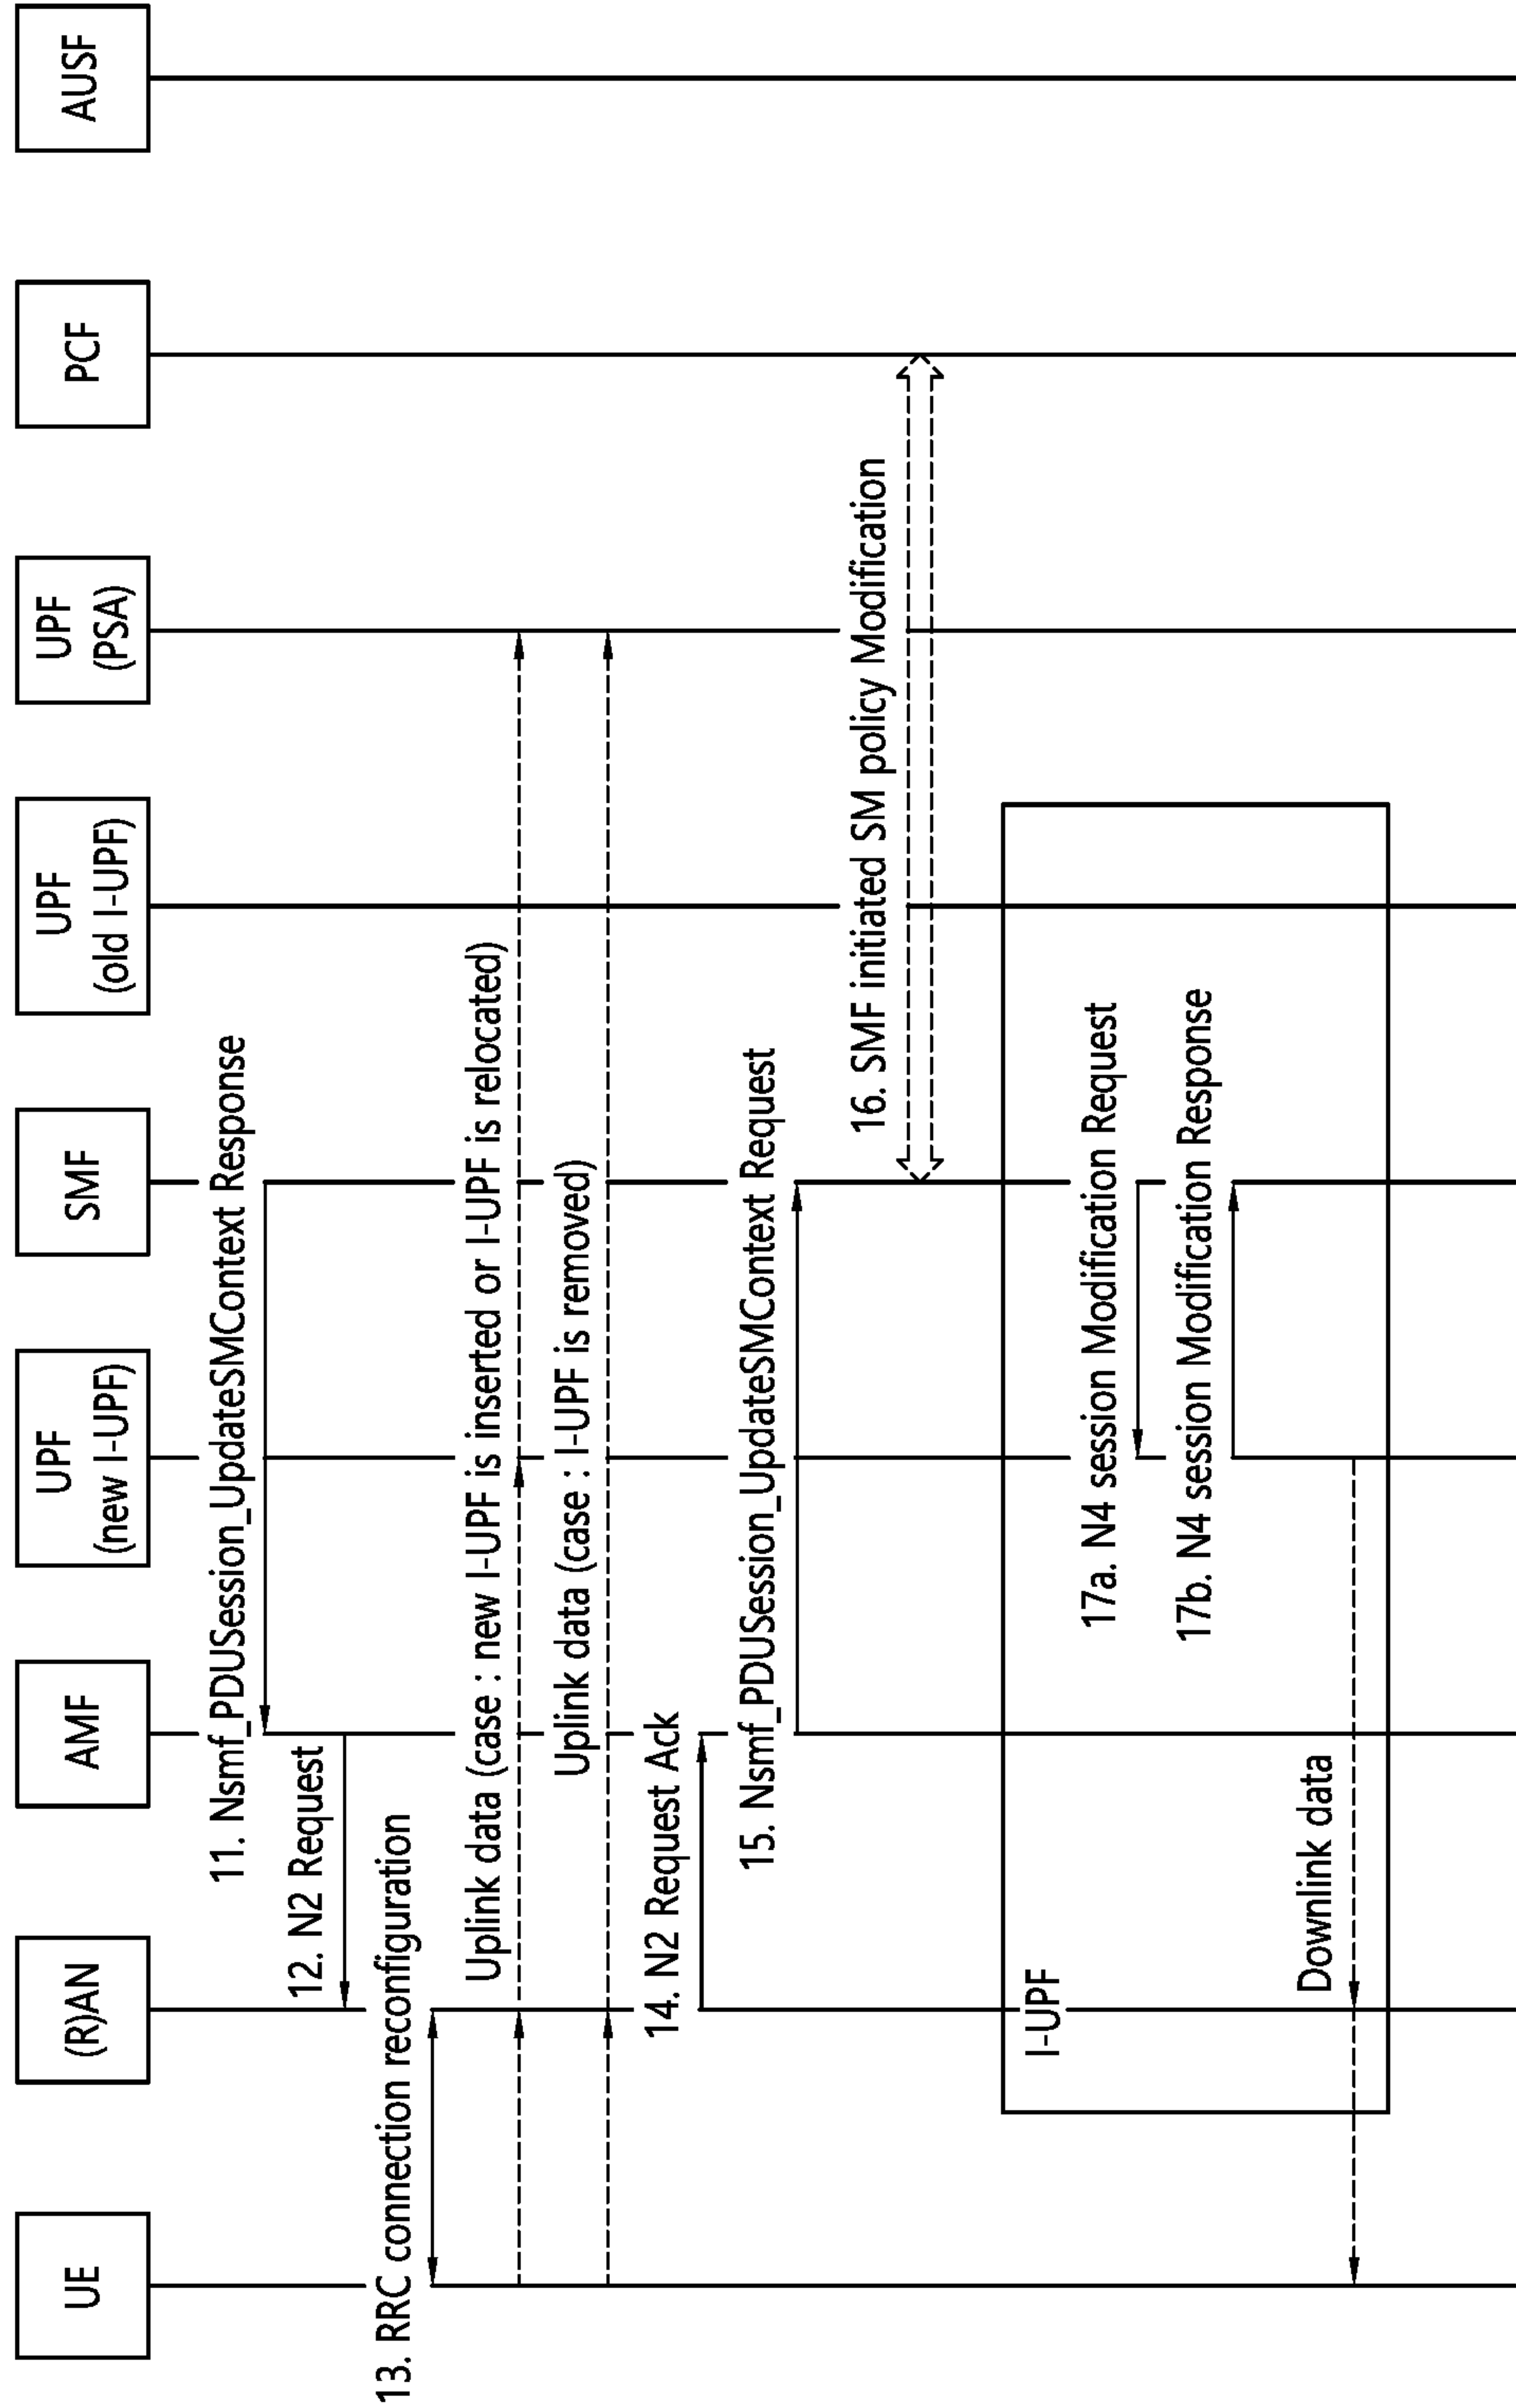 UE
(R)AN
AMF
UPF
(new I-UPF)
SMF
UPF
(old I-UPF)
UPF
(PSA)
PCF
AUSF
11. Nsmf_PDUSession_UpdateSMContext Response
12. N2 Request
13. RRC connection reconfiguration
Uplink data (case : new I-UPF is inserted or I-UPF is relocated)
Uplink data (case : I-UPF is removed)
14. N2 Request Ack
15. Nsmf_PDUSession_UpdateSMContext Request
16. SMF initiated SM policy Modification
I-UPF
17a. N4 session Modification Request
17b. N4 session Modification Response
Downlink data